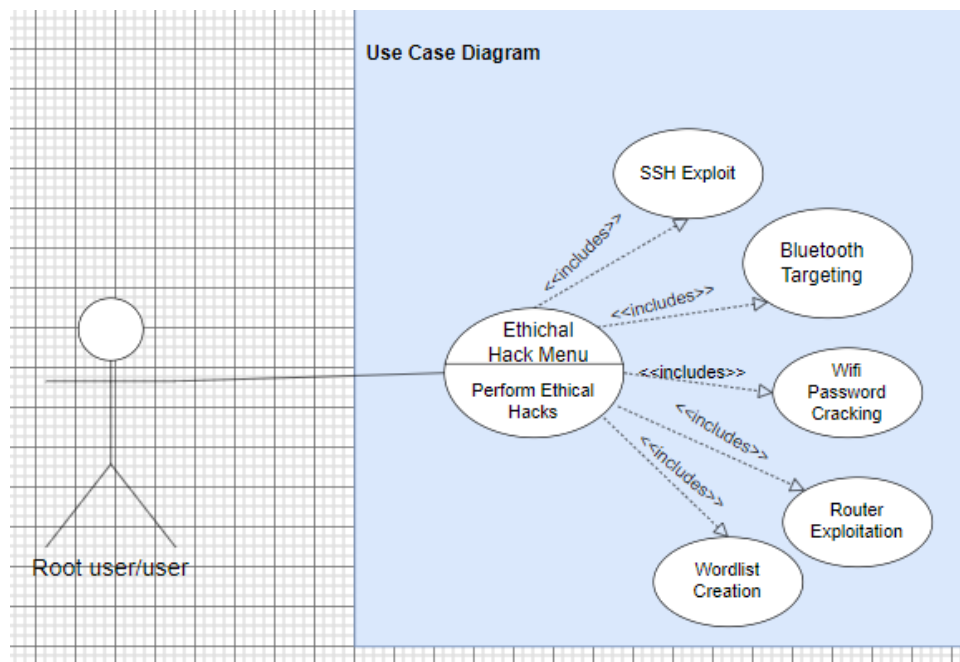 Use Case Diagram
SSH Exploit
<<includes>>
Bluetooth
Targeting
<<includes>>
Ethichal
Hack Menu
Perform Ethical
Hacks
<<includes>>
Wifi
Password
Cracking
<<includes>>
Router
Exploitation
<<includes>>
Wordlist
Creation
Root user/user